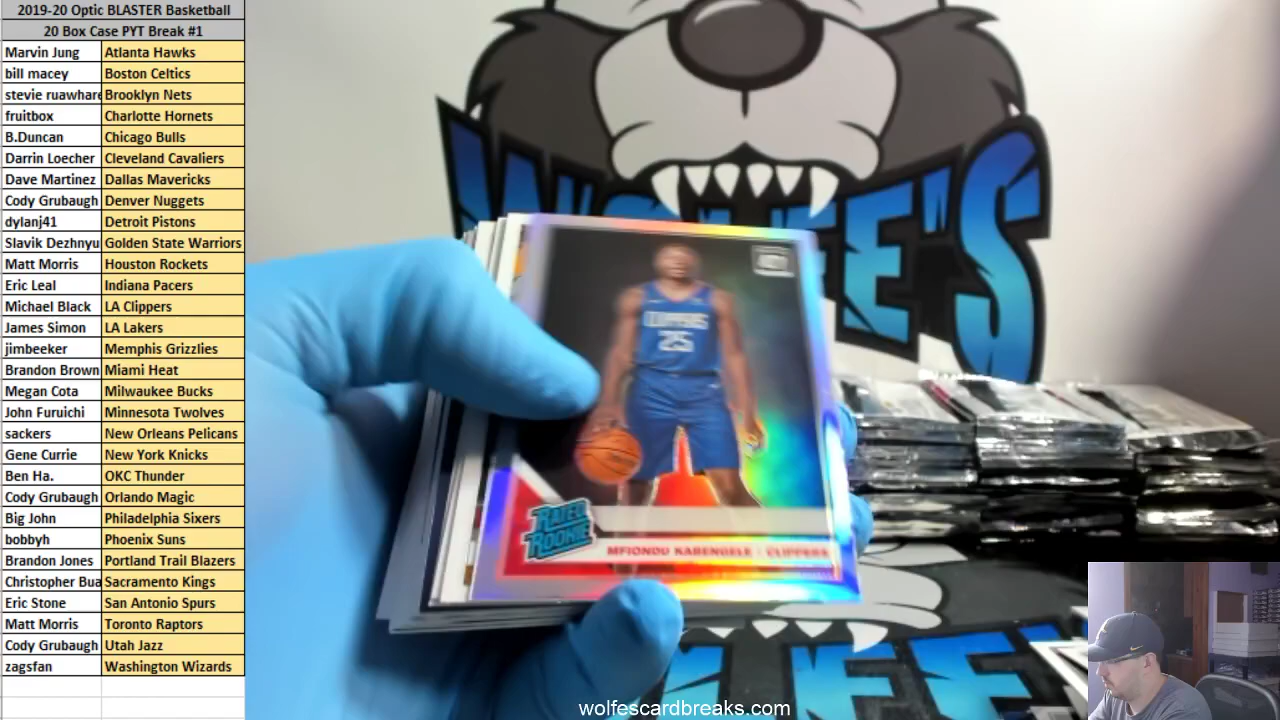 2019-20 Optic BLASTER Basketball
20 Box Case PYT Break #1
Marvin Jung Atlanta Hawks
bill macey Boston Celtics
stevie ruawhare Brooklyn Nets
fruitbox Charlotte Hornets
B.Duncan Chicago Bulls
Darrin Loecher Cleveland Cavaliers
Dave Martinez Dallas Mavericks
Cody Grubaugh Denver Nuggets
dylanj41 Detroit Pistons
Slavik Dezhnyu Golden State Warriors
Matt Morris Houston Rockets
Eric Leal Indiana Pacers
Michael Black LA Clippers
James Simon LA Lakers
jimbeeker Memphis Grizzlies
Brandon Brown Miami Heat
Megan Cota Milwaukee Bucks
John Furuichi Minnesota Twolves
sackers New Orleans Pelicans
Gene Currie New York Knicks
Ben Ha. OKC Thunder
Cody Grubaugh Orlando Magic
Big John Philadelphia Sixers
bobbyh Phoenix Suns
Brandon Jones Portland Trail Blazers
Christopher Bua Sacramento Kings
Eric Stone San Antonio Spurs
Matt Morris Toronto Raptors
Cody Grubaugh Utah Jazz
zagsfan Washington Wizards
WOLFE'S
CLIPPERS
25
RATED
ROOKIE
MFIONDU KABENGELE - CLIPPERS
wolfescardbreaks.com